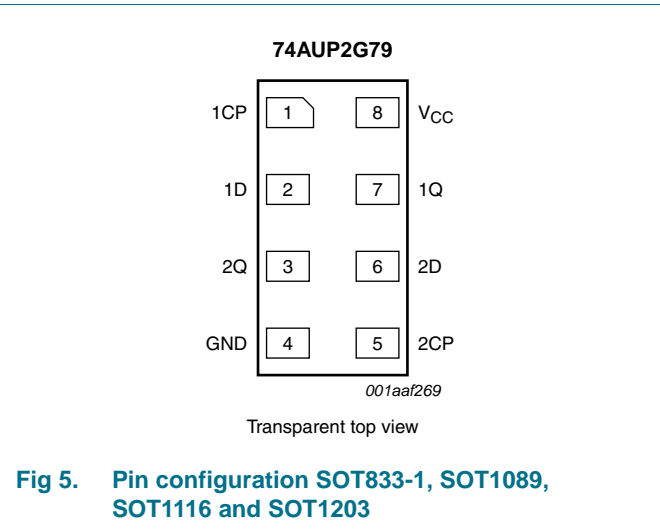 74AUP2G79
1CP 1 8 VCC
1D 2 7 1Q
2Q 3 6 2D
GND 4 5 2CP
001aaf269
Transparent top view
Fig 5. Pin configuration SOT833-1, SOT1089,
SOT1116 and SOT1203